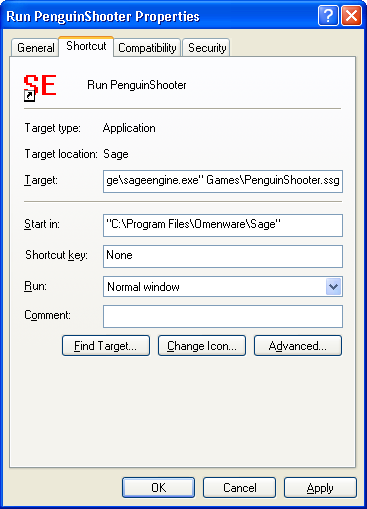 Run PenguinShooter Properties
General Shortcut Compatibility Security
SE
Run PenguinShooter
Target type: Application
Target location: Sage
Target: ge\sageengine.exe" Games\PenguinShooter.ssg
Start in: "C:\Program Files\Omenware\Sage"
Shortcut key: None
Run: Normal window
Comment:
Find Target... Change Icon... Advanced...
OK Cancel Apply